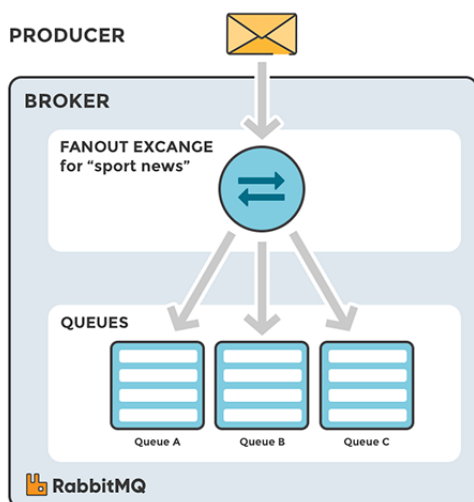 PRODUCER
BROKER
FANOUT EXCANGE
for "sport news"
QUEUES
Queue A
Queue B
Queue C
RabbitMQ